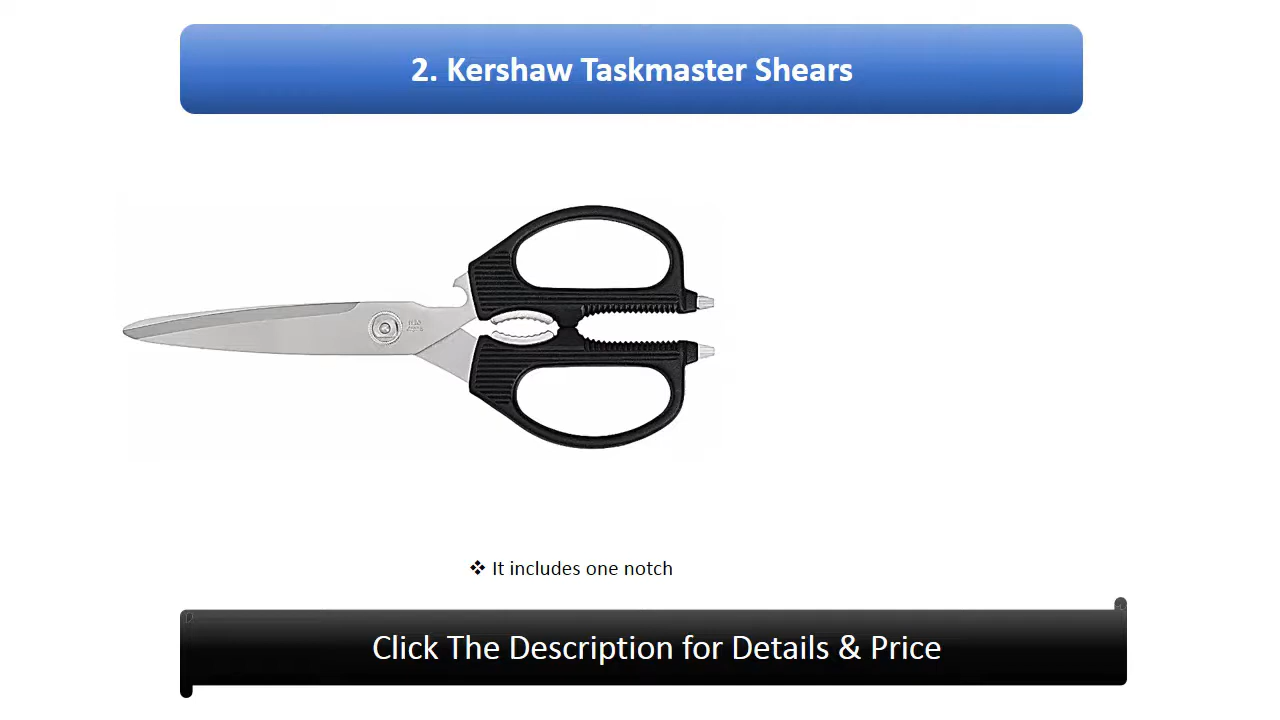 2. Kershaw Taskmaster Shears
❖ It includes one notch
Click The Description for Details & Price